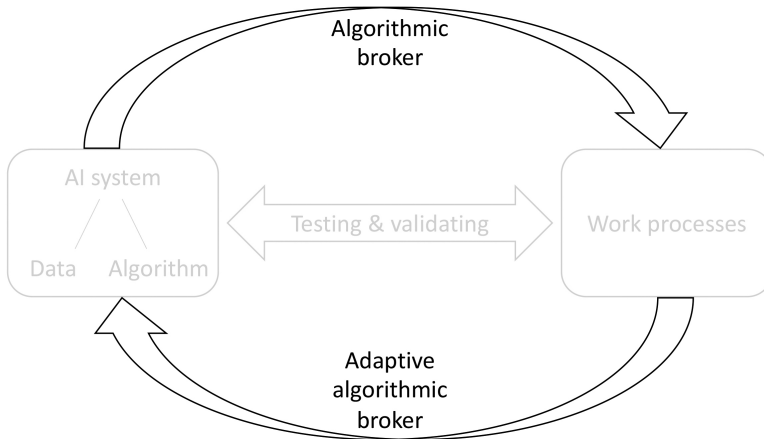 Algorithmic
broker
AI system
Data Algorithm
Testing & validating
Work processes
Adaptive
algorithmic
broker